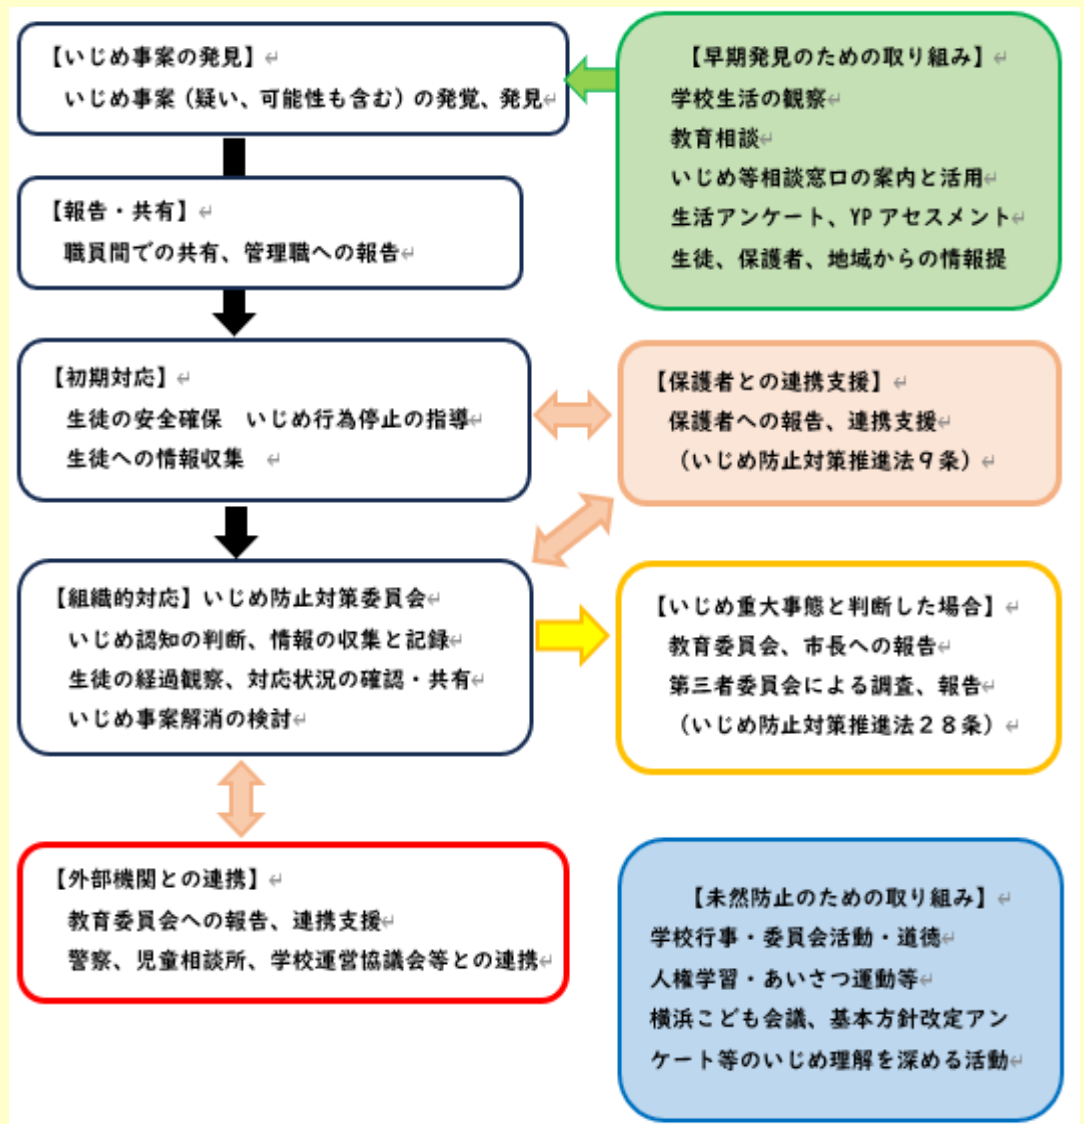 【いじめ事案の発見】
いじめ事案(疑い、可能性も含む)の発覚、発見
【報告・共有】
職員間での共有、管理職への報告
【初期対応】
生徒の安全確保　いじめ行為停止の指導
生徒への情報収集
【組織的対応】いじめ防止対策委員会
いじめ認知の判断、情報の収集と記録
生徒の経過観察、対応状況の確認・共有
いじめ事案解消の検討
【外部機関との連携】
教育委員会への報告、連携支援
警察、児童相談所、学校運営協議会等との連携
【早期発見のための取り組み】
学校生活の観察
教育相談
いじめ等相談窓口の案内と活用
生活アンケート、YPアセスメント
生徒、保護者、地域からの情報提
【保護者との連携支援】
保護者への報告、連携支援
(いじめ防止対策推進法9条)
【いじめ重大事態と判断した場合】
教育委員会、市長への報告
第三者委員会による調査、報告
(いじめ防止対策推進法28条)
【未然防止のための取り組み】
学校行事・委員会活動・道徳
人権学習・あいさつ運動等
横浜こども会議、基本方針改定アン
ケート等のいじめ理解を深める活動